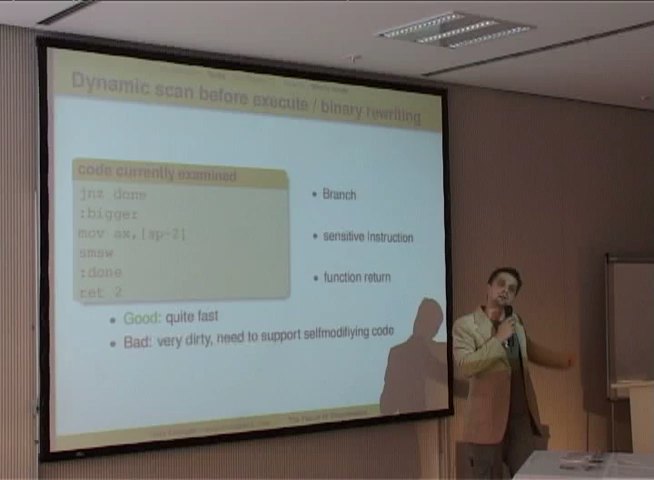 Dynamic scan before execute / binary rewriting
code currently examined
jnz done
:bigger
mov ax,[sp-2]
smsw
:done
ret 2
• Branch
• sensitive instruction
• function return
• Good: quite fast
• Bad: very dirty, need to support selfmodifiying code